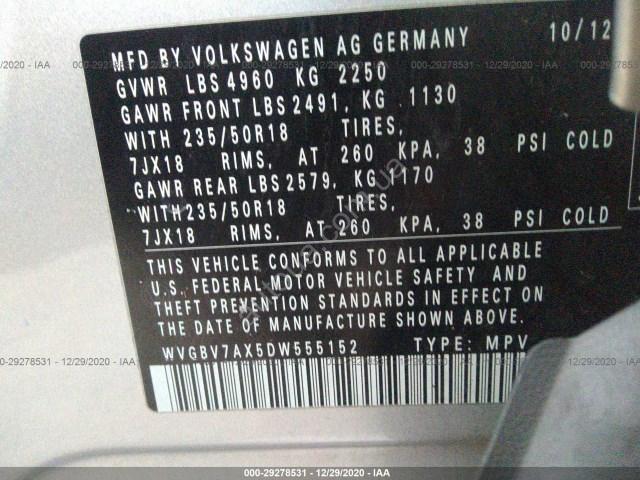 MFD BY VOLKSWAGEN AG GERMANY 10/12
GVWR LBS 4960 KG 2250
GAWR FRONT LBS 2491, KG 1130
WITH 235/50R18 TIRES,
7JX18 RIMS, AT 260 KPA, 38 PSI COLD
GAWR REAR LBS 2579, KG 1170
WITH 235/50R18 TIRES,
7JX18 RIMS, AT 260 KPA, 38 PSI COLD
THIS VEHICLE CONFORMS TO ALL APPLICABLE
U.S. FEDERAL MOTOR VEHICLE SAFETY AND
THEFT PREVENTION STANDARDS IN EFFECT ON
THE DATE OF MANUFACTURE SHOWN ABOVE.
WVGBV7AX5DW555152 TYPE: MPV
000-29278531 - 12/29/2020 - IAA